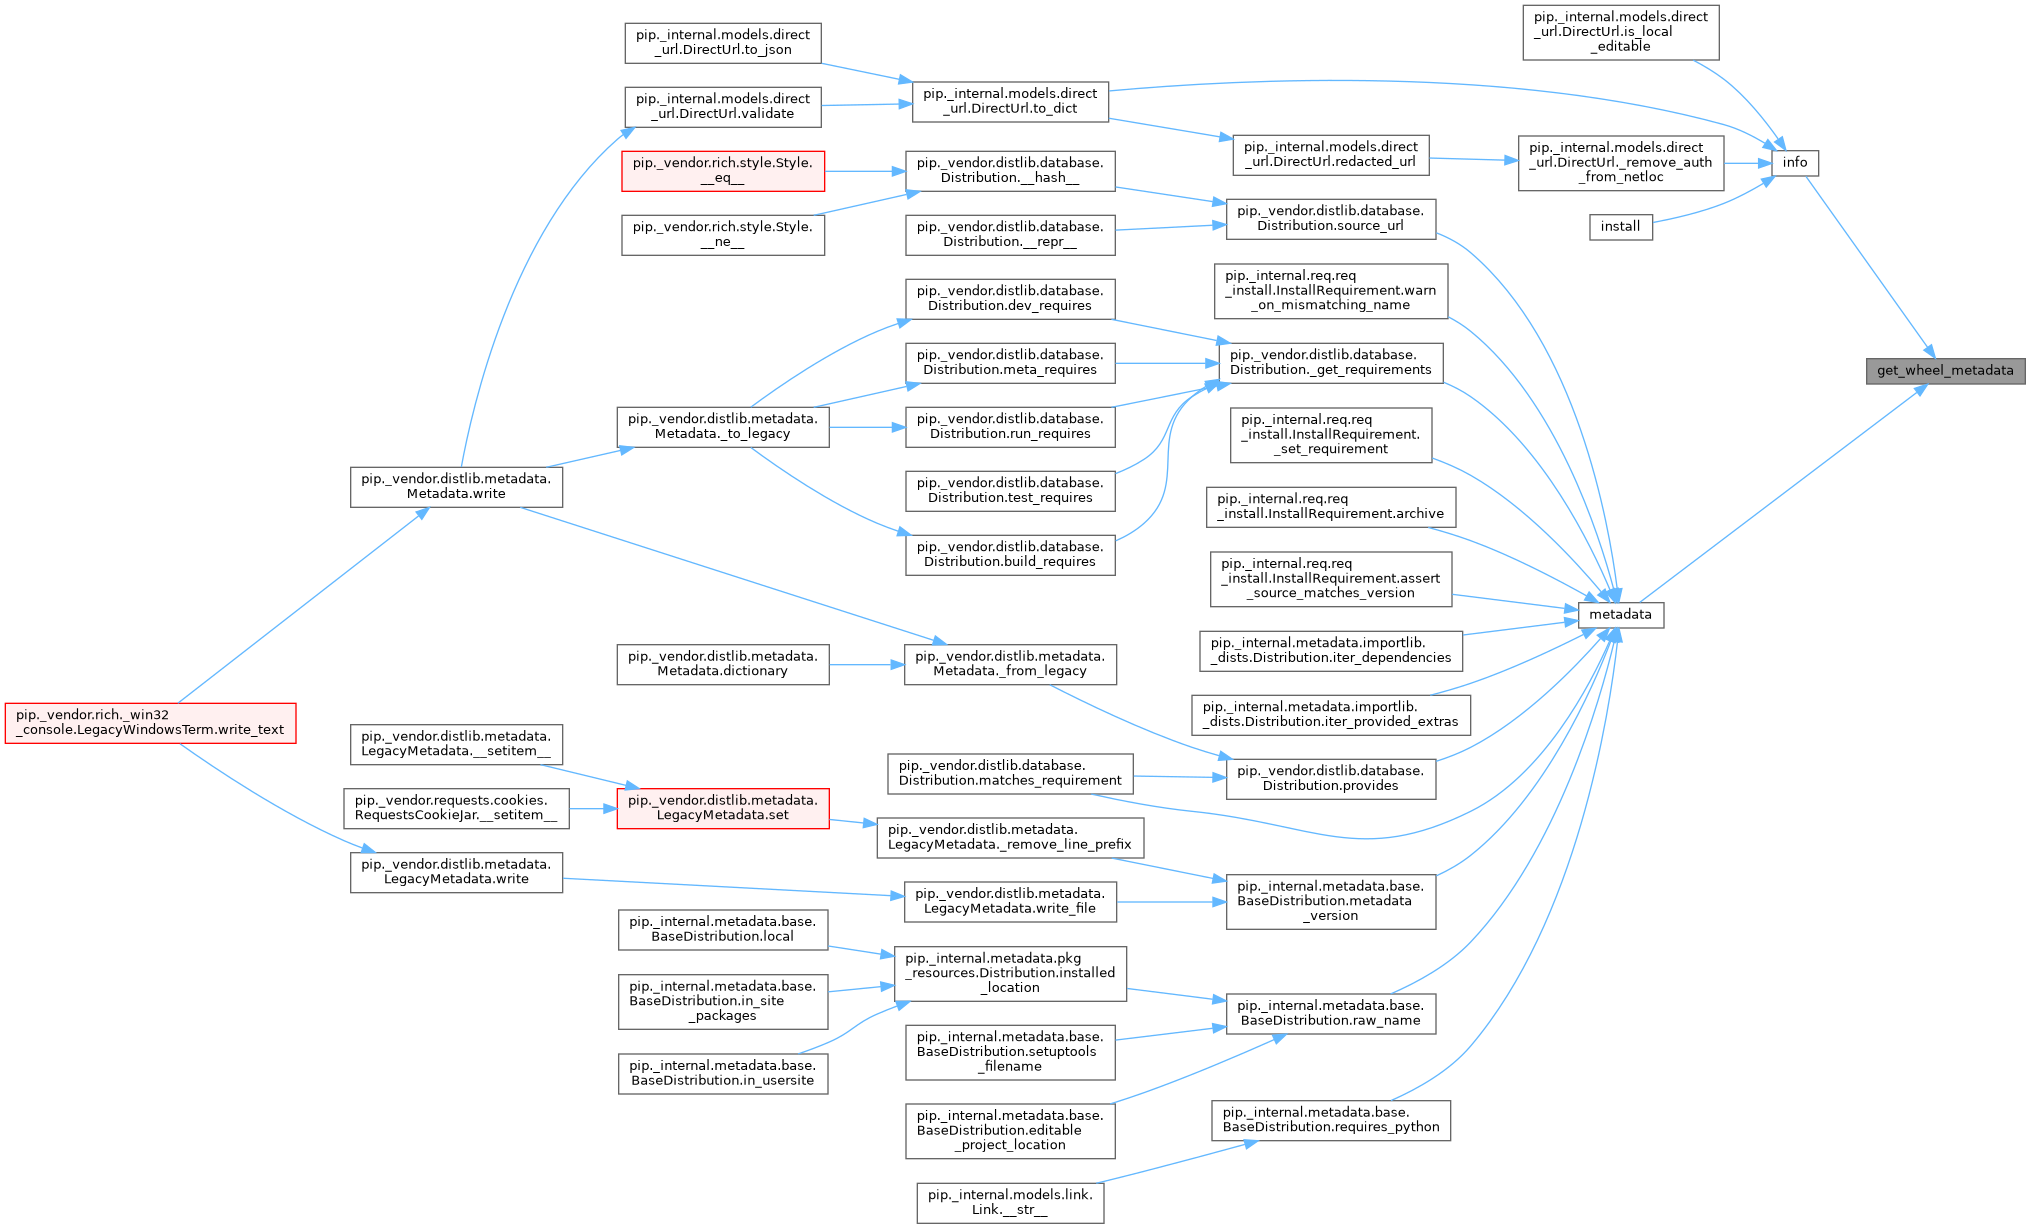 pip._internal.models.direct
_url.DirectUrl.is_local
_editable
pip._internal.models.direct
_url.DirectUrl.to_json
pip._internal.models.direct
_url.DirectUrl.to_dict
pip._internal.models.direct
_url.DirectUrl.validate
pip._internal.models.direct
_url.DirectUrl.redacted_url
pip._internal.models.direct
_url.DirectUrl._remove_auth
_from_netloc
info
pip._vendor.rich.style.Style.
__eq__
pip._vendor.distlib.database.
Distribution.__hash__
pip._vendor.distlib.database.
Distribution.source_url
install
pip._vendor.rich.style.Style.
__ne__
pip._vendor.distlib.database.
Distribution.__repr__
pip._internal.req.req
_install.InstallRequirement.warn
_on_mismatching_name
pip._vendor.distlib.database.
Distribution.dev_requires
pip._vendor.distlib.database.
Distribution.meta_requires
pip._vendor.distlib.database.
Distribution._get_requirements
get_wheel_metadata
pip._vendor.distlib.metadata.
Metadata._to_legacy
pip._vendor.distlib.database.
Distribution.run_requires
pip._internal.req.req
_install.InstallRequirement.
_set_requirement
pip._vendor.distlib.metadata.
Metadata.write
pip._vendor.distlib.database.
Distribution.test_requires
pip._internal.req.req
_install.InstallRequirement.archive
pip._vendor.distlib.database.
Distribution.build_requires
pip._internal.req.req
_install.InstallRequirement.assert
_source_matches_version
metadata
pip._vendor.distlib.metadata.
Metadata.dictionary
pip._vendor.distlib.metadata.
Metadata._from_legacy
pip._internal.metadata.importlib.
_dists.Distribution.iter_dependencies
pip._internal.metadata.importlib.
_dists.Distribution.iter_provided_extras
pip._vendor.rich._win32
_console.LegacyWindowsTerm.write_text
pip._vendor.distlib.metadata.
LegacyMetadata.__setitem__
pip._vendor.distlib.database.
Distribution.matches_requirement
pip._vendor.distlib.database.
Distribution.provides
pip._vendor.requests.cookies.
RequestsCookieJar.__setitem__
pip._vendor.distlib.metadata.
LegacyMetadata.set
pip._vendor.distlib.metadata.
LegacyMetadata._remove_line_prefix
pip._vendor.distlib.metadata.
LegacyMetadata.write
pip._vendor.distlib.metadata.
LegacyMetadata.write_file
pip._internal.metadata.base.
BaseDistribution.metadata
_version
pip._internal.metadata.base.
BaseDistribution.local
pip._internal.metadata.pkg
_resources.Distribution.installed
_location
pip._internal.metadata.base.
BaseDistribution.in_site
_packages
pip._internal.metadata.base.
BaseDistribution.raw_name
pip._internal.metadata.base.
BaseDistribution.setuptools
_filename
pip._internal.metadata.base.
BaseDistribution.in_usersite
pip._internal.metadata.base.
BaseDistribution.editable
_project_location
pip._internal.metadata.base.
BaseDistribution.requires_python
pip._internal.models.link.
Link.__str__